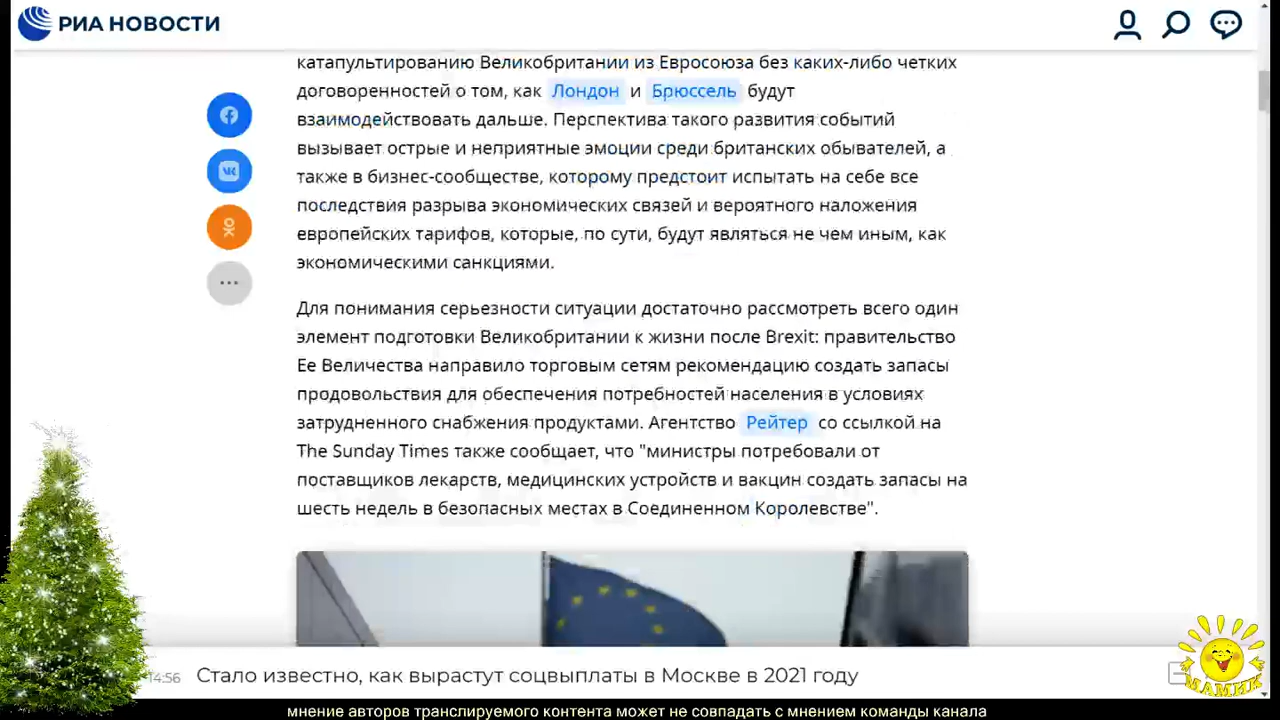 РИА НОВОСТИ
катапультированию Великобритании из Евросоюза без каких-либо четких
договоренностей о том, как Лондон и Брюссель будут
взаимодействовать дальше. Перспектива такого развития событий
вызывает острые и неприятные эмоции среди британских обывателей, а
также в бизнес-сообществе, которому предстоит испытать на себе все
последствия разрыва экономических связей и вероятного наложения
европейских тарифов, которые, по сути, будут являться не чем иным, как
экономическими санкциями.
Для понимания серьезности ситуации достаточно рассмотреть всего один
элемент подготовки Великобритании к жизни после Brexit: правительство
Ее Величества направило торговым сетям рекомендацию создать запасы
продовольствия для обеспечения потребностей населения в условиях
затрудненного снабжения продуктами. Агентство Рейтер со ссылкой на
The Sunday Times также сообщает, что "министры потребовали от
поставщиков лекарств, медицинских устройств и вакцин создать запасы на
шесть недель в безопасных местах в Соединенном Королевстве".
14:56 Стало известно, как вырастут соцвыплаты в Москве в 2021 году
МАМИК
мнение авторов транслируемого контента может не совпадать с мнением команды канала